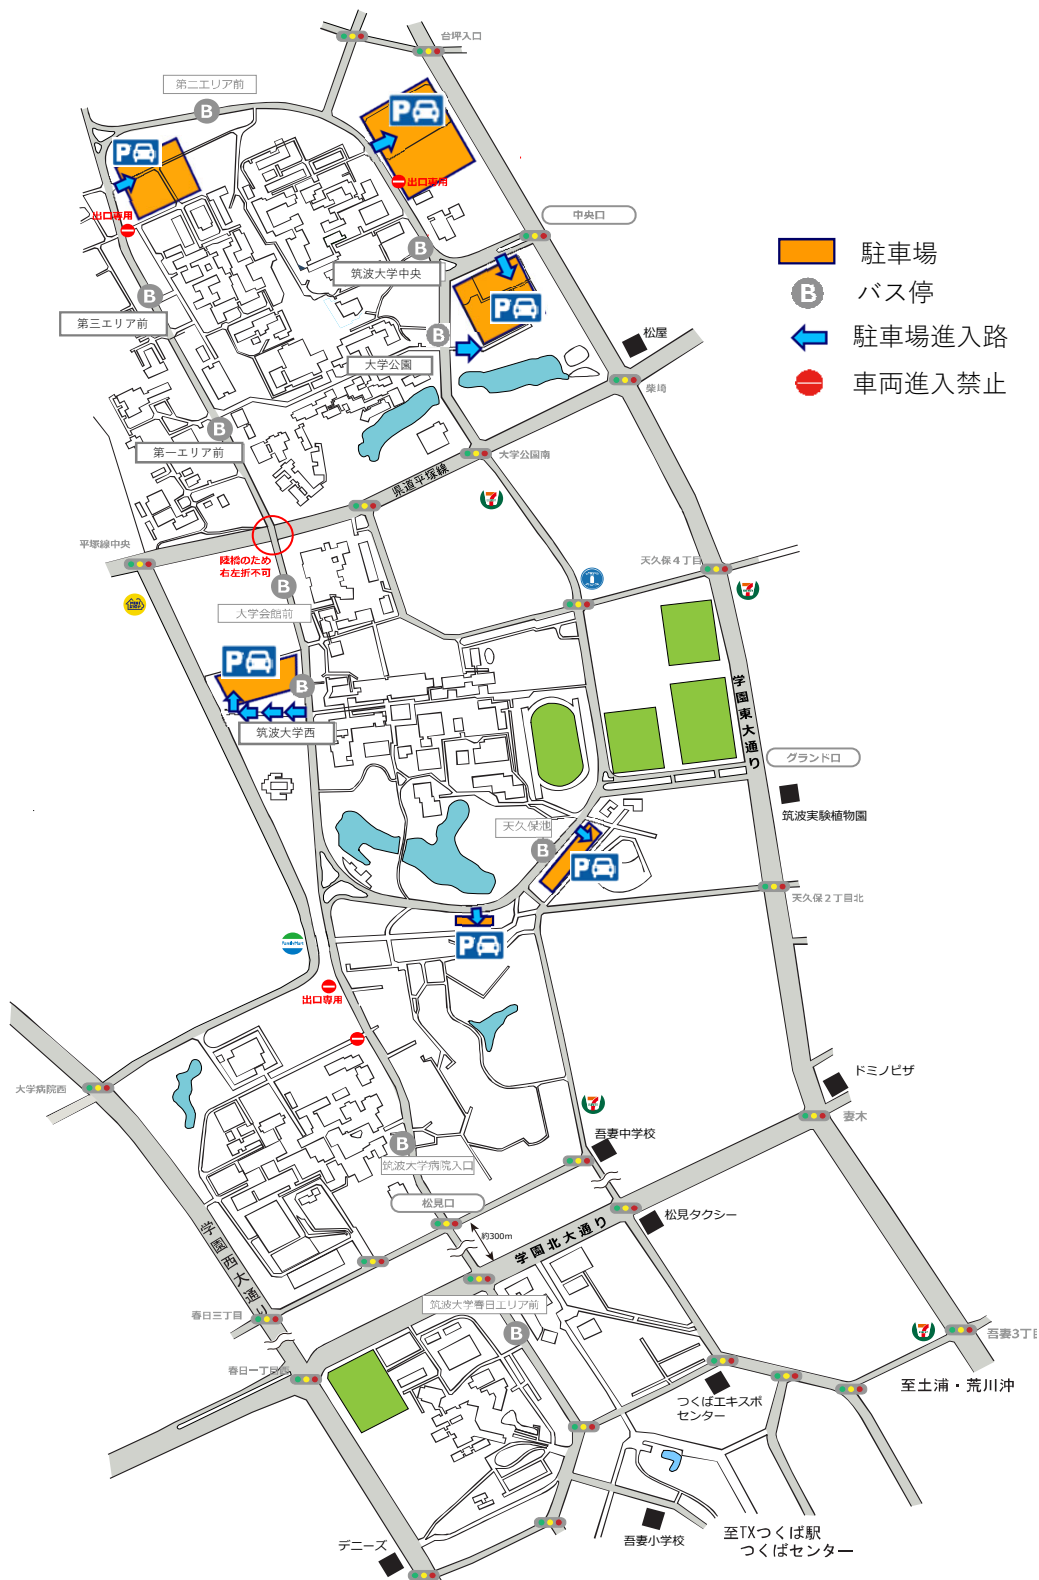 台坪入口
第二エリア前
B
P
P
出口専用
出口専用
中央口
B
筑波大学中央
駐車場
B
バス停
P
B
第三エリア前
B
大学公園
松屋
駐車場進入路
柴埼
車両進入禁止
B
第一エリア前
大学公園南
県道平塚線
7
平塚線中央
陸橋のため
右左折不可
天久保４丁目
7
B
大学会館前
P
B
筑波大学西
学園東大通り
グランド口
筑波実験植物園
天久保池
B
P
天久保２丁目北
P
FamilyMart
出口専用
大学病院西
ドミノピザ
7
妻木
吾妻中学校
B
筑波大学病院入口
松見口
約300m
松見タクシー
学園北大通り
学園西大通り
春日三丁目
筑波大学春日エリア前
B
7
吾妻3丁目
春日一丁目西
至土浦・荒川沖
つくばエキスポ
センター
至TXつくば駅
つくばセンター
吾妻小学校
デニーズ